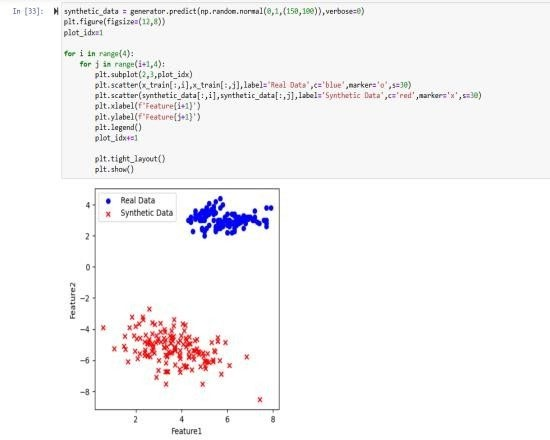 In [33]:
synthetic_data = generator.predict(np.random.normal(0,1,(150,100)),verbose=0)
plt.figure(figsize=(12,8))
plot_idx=1
for i in range(4):
for j in range(i+1,4):
plt.subplot(2,3,plot_idx)
plt.scatter(x_train[:,i],x_train[:,j],label='Real Data',c='blue',marker='o',s=30)
plt.scatter(synthetic_data[:,i],synthetic_data[:,j],label='Synthetic Data',c='red',marker='x',s=30)
plt.xlabel(f'Feature{i+1}')
plt.ylabel(f'Feature{j+1}')
plt.legend()
plot_idx+=1
plt.tight_layout()
plt.show()
Real Data
Synthetic Data
4
2
0
−2
−4
−6
−8
Feature2
2 4 6 8
Feature1